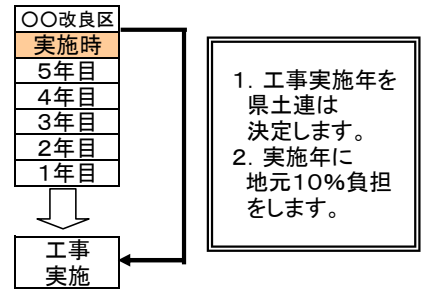 〇〇改良区
実施時
5年目
4年目
3年目
2年目
1年目
工事
実施
1．工事実施年を
県土連は
決定します。
2．実施年に
地元10％負担
をします。